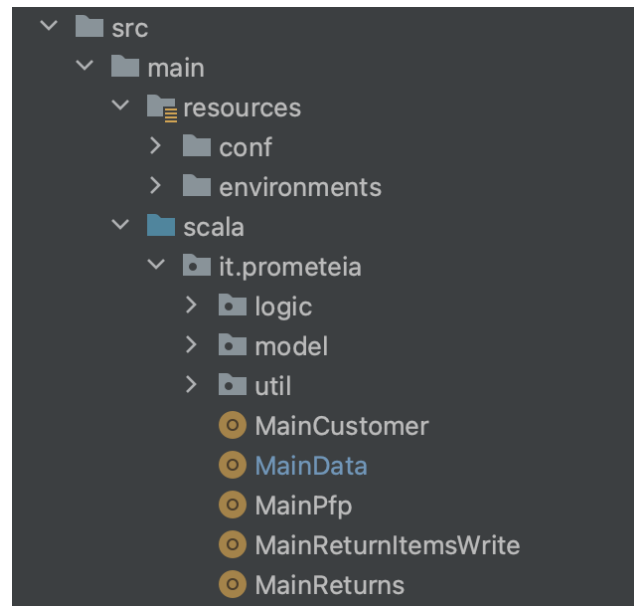 src
main
resources
conf
environments
scala
it.prometeia
logic
model
util
MainCustomer
MainData
MainPfp
MainReturnItemsWrite
MainReturns